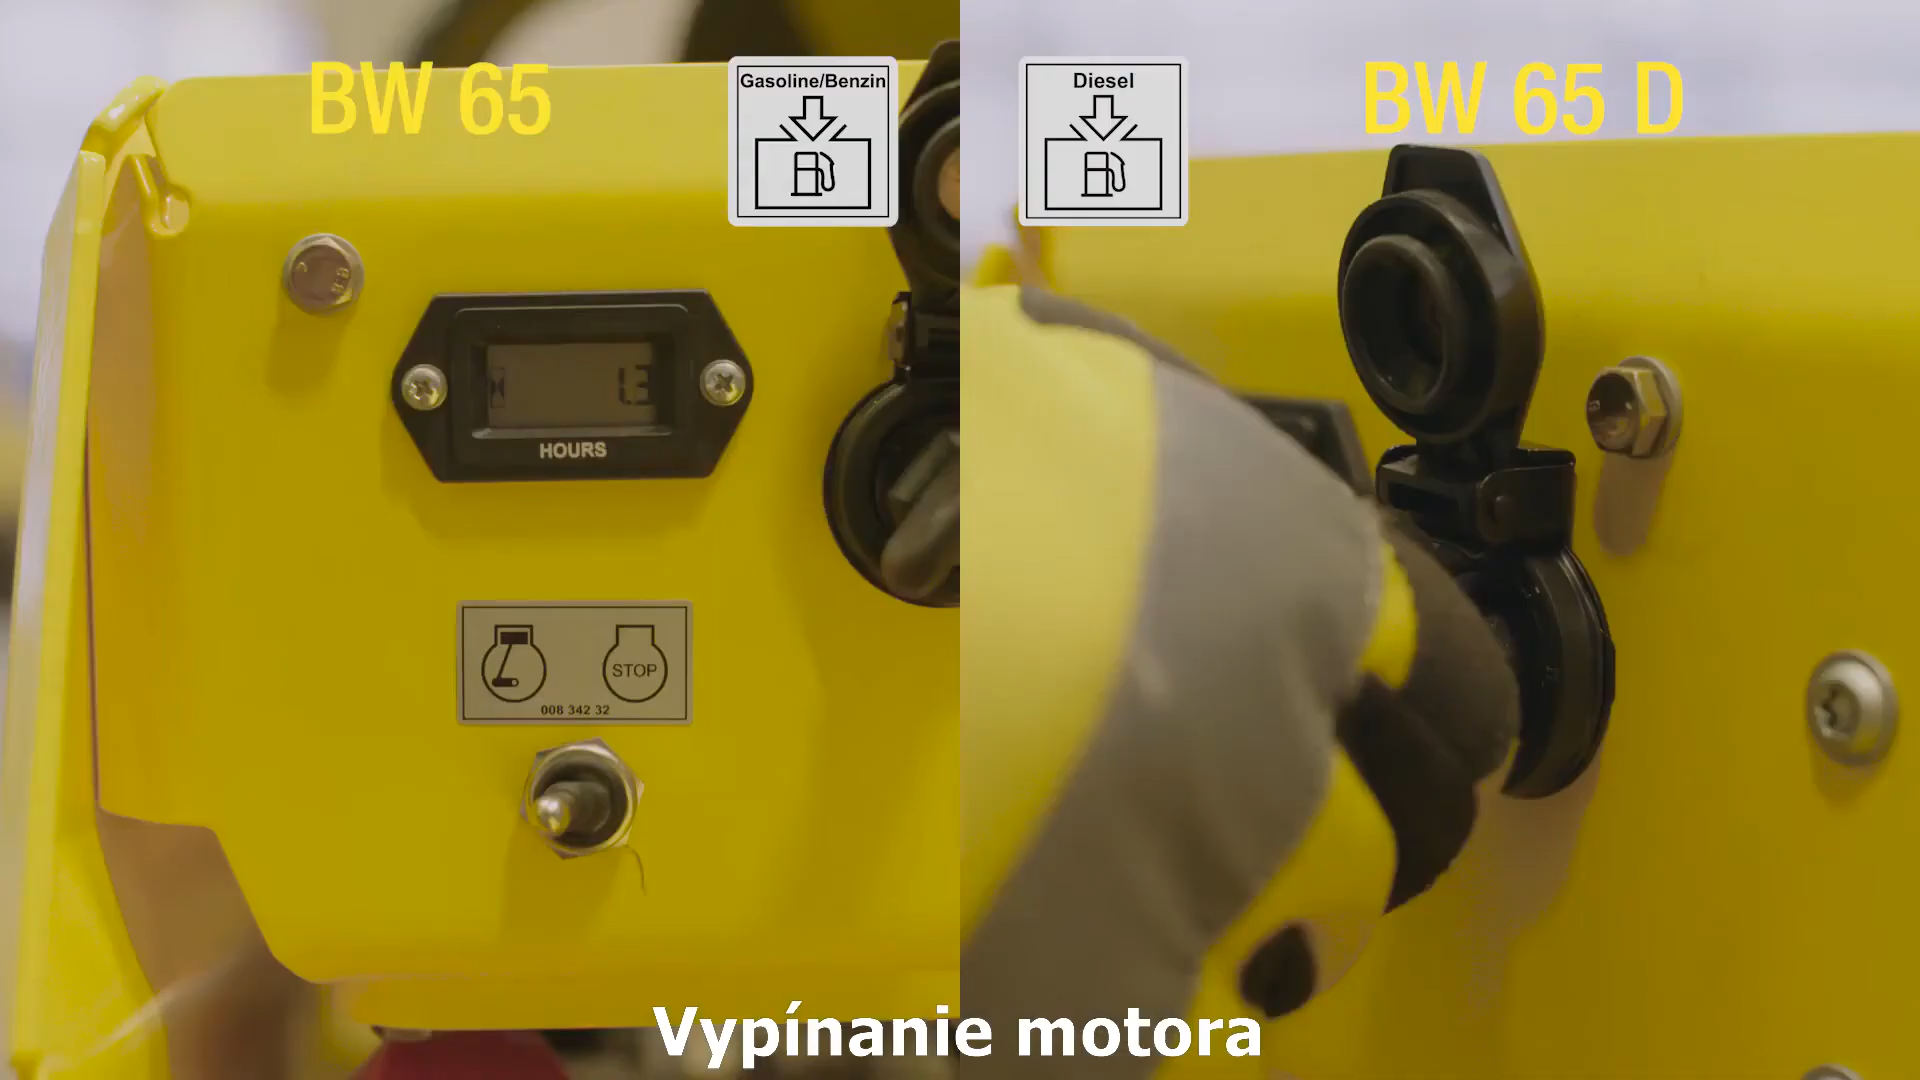 BW 65
Gasoline/Benzin
Diesel
BW 65 D
HOURS
STOP
008 342 32
Vypínanie motora